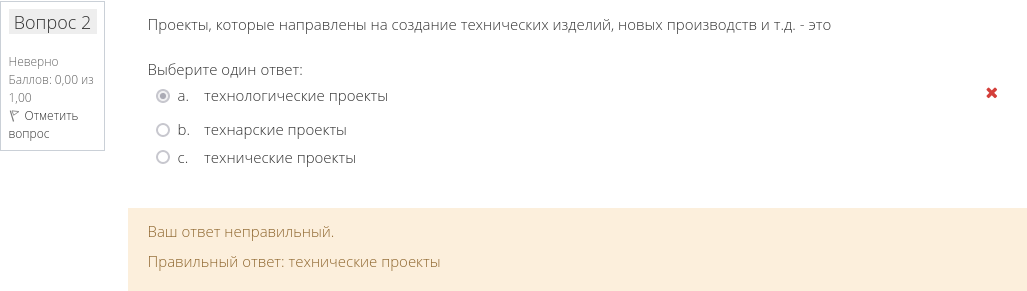 Вопрос 2
Неверно
Баллов: 0,00 из
1,00
Отметить
вопрос
Проекты, которые направлены на создание технических изделий, новых производств и т.д. - это
Выберите один ответ:
a. технологические проекты
b. технарские проекты
c. технические проекты
Ваш ответ неправильный.
Правильный ответ: технические проекты